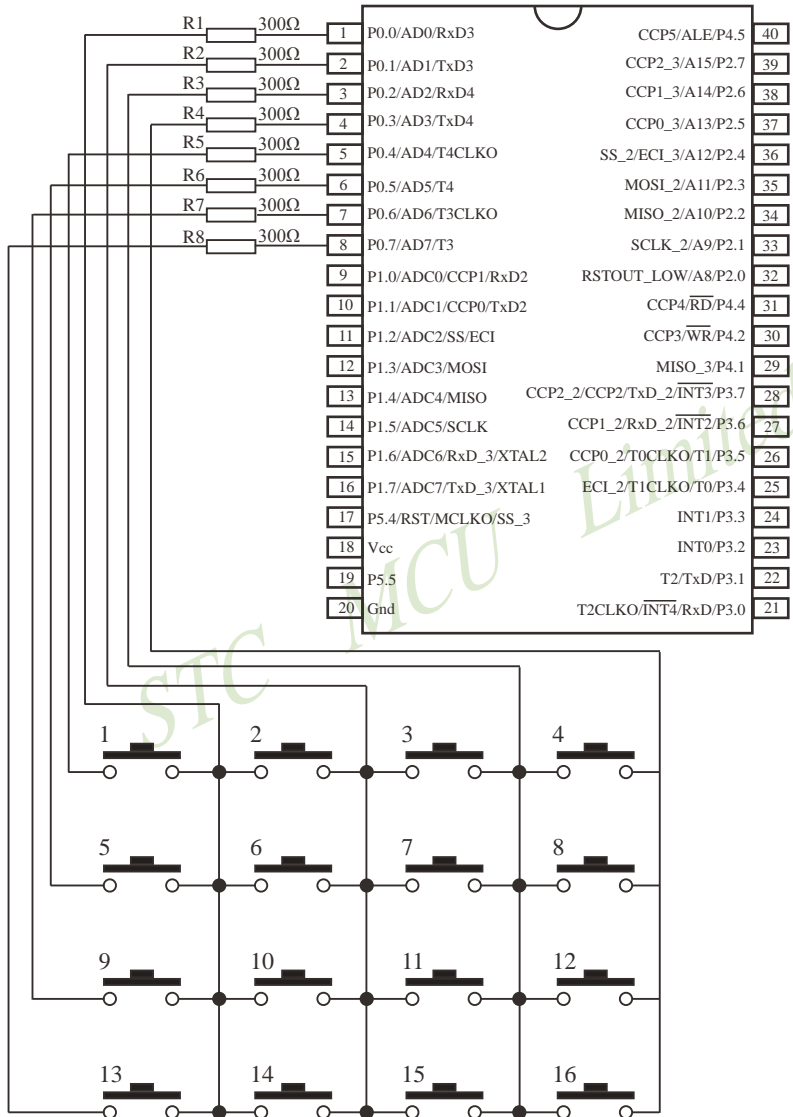 R1 300Ω 1 P0.0/AD0/RxD3 CCP5/ALE/P4.5 40
R2 300Ω 2 P0.1/AD1/TxD3 CCP2_3/A15/P2.7 39
R3 300Ω 3 P0.2/AD2/RxD4 CCP1_3/A14/P2.6 38
R4 300Ω 4 P0.3/AD3/TxD4 CCP0_3/A13/P2.5 37
R5 300Ω 5 P0.4/AD4/T4CLKO SS_2/ECI_3/A12/P2.4 36
R6 300Ω 6 P0.5/AD5/T4 MOSI_2/A11/P2.3 35
R7 300Ω 7 P0.6/AD6/T3CLKO MISO_2/A10/P2.2 34
R8 300Ω 8 P0.7/AD7/T3 SCLK_2/A9/P2.1 33
9 P1.0/ADC0/CCP1/RxD2 RSTOUT_LOW/A8/P2.0 32
10 P1.1/ADC1/CCP0/TxD2 CCP4/RD/P4.4 31
11 P1.2/ADC2/SS/ECI CCP3/WR/P4.2 30
12 P1.3/ADC3/MOSI MISO_3/P4.1 29
13 P1.4/ADC4/MISO CCP2_2/CCP2/TxD_2/INT3/P3.7 28
14 P1.5/ADC5/SCLK CCP1_2/RxD_2/INT2/P3.6 27
15 P1.6/ADC6/RxD_3/XTAL2 CCP0_2/T0CLKO/T1/P3.5 26
16 P1.7/ADC7/TxD_3/XTAL1 ECI_2/T1CLKO/T0/P3.4 25
17 P5.4/RST/MCLKO/SS_3 INT1/P3.3 24
18 Vcc INT0/P3.2 23
19 P5.5 T2/TxD/P3.1 22
20 Gnd T2CLKO/INT4/RxD/P3.0 21
STC MCU Limited
1 2 3 4
5 6 7 8
9 10 11 12
13 14 15 16